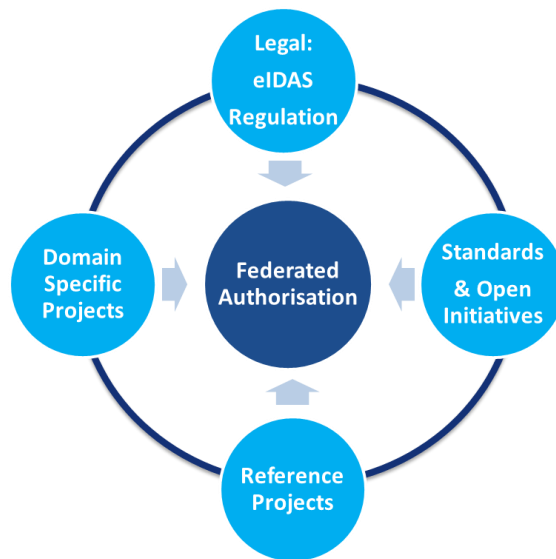 Legal:
eIDAS
Regulation
Domain
Specific
Projects
Federated
Authorisation
Standards
& Open
Initiatives
Reference
Projects